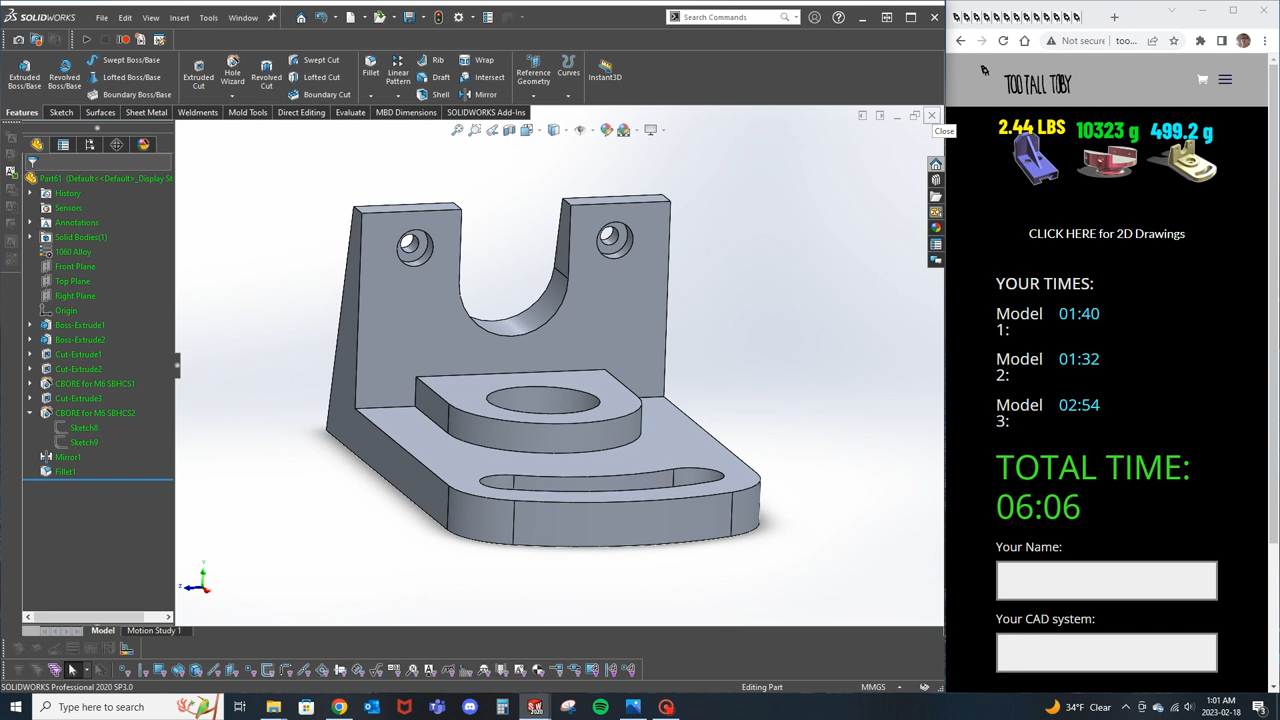 SOLIDWORKS File Edit View Insert Tools Window Search Commands
Extruded Boss/Base Revolved Boss/Base Swept Boss/Base Lofted Boss/Base Boundary Boss/Base Extruded Cut Hole Wizard Revolved Cut Swept Cut Lofted Cut Boundary Cut Fillet Linear Pattern Rib Draft Shell Wrap Intersect Mirror Reference Geometry Curves Instant3D
Features Sketch Surfaces Sheet Metal Weldments Mold Tools Direct Editing Evaluate MBD Dimensions SOLIDWORKS Add-Ins
Close
Part61 (Default<<Default>_Display St
History
Sensors
Annotations
Solid Bodies(1)
1060 Alloy
Front Plane
Top Plane
Right Plane
Origin
Boss-Extrude1
Boss-Extrude2
Cut-Extrude1
Cut-Extrude2
CBORE for M6 SBHCS1
Cut-Extrude3
CBORE for M6 SBHCS2
Sketch8
Sketch9
Mirror1
Fillet1
Z Y
Model Motion Study 1
SOLIDWORKS Professional 2020 SP3.0 Editing Part MMGS
Not secure too...
TOO TALL TOBY
2.44 LBS 10323 g 499.2 g
CLICK HERE for 2D Drawings
YOUR TIMES:
Model 1: 01:40
Model 2: 01:32
Model 3: 02:54
TOTAL TIME:
06:06
Your Name:
Your CAD system:
Type here to search
34°F Clear
1:01 AM
2023-02-18